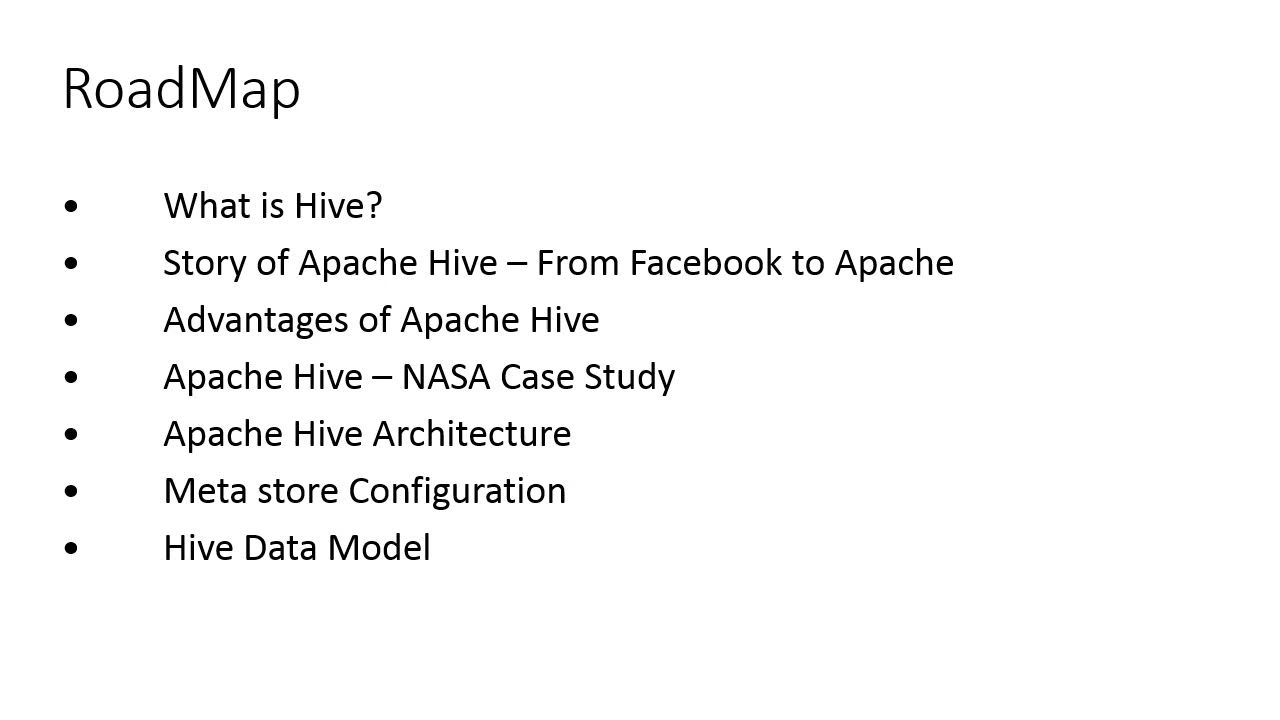 RoadMap
• What is Hive?
• Story of Apache Hive – From Facebook to Apache
• Advantages of Apache Hive
• Apache Hive – NASA Case Study
• Apache Hive Architecture
• Meta store Configuration
• Hive Data Model